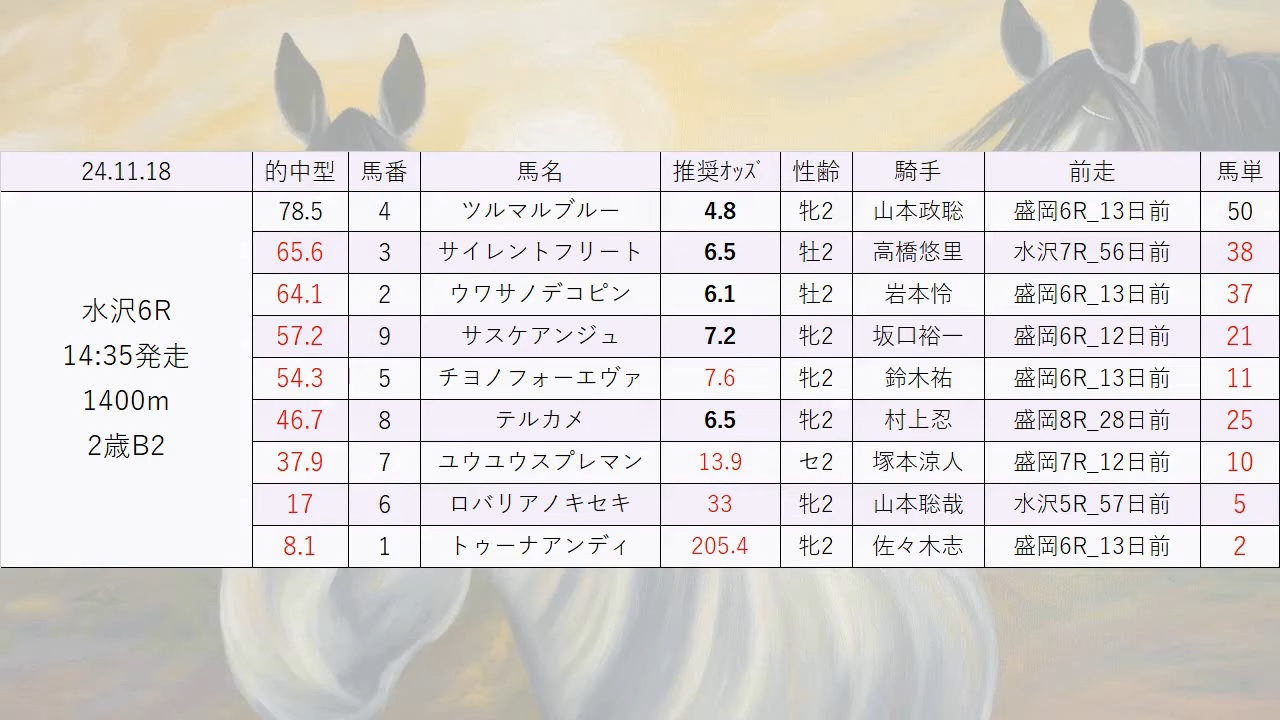 24.11.18 的中型 馬番 馬名 推奨ｵｯｽﾞ 性齢 騎手 前走 馬単
水沢6R
14:35発走
1400m
2歳B2
78.5 4 ツルマルブルー 4.8 牝2 山本政聡 盛岡6R_13日前 50
65.6 3 サイレントフリート 6.5 牡2 高橋悠里 水沢7R_56日前 38
64.1 2 ウワサノデコピン 6.1 牡2 岩本怜 盛岡6R_13日前 37
57.2 9 サスケアンジュ 7.2 牝2 坂口裕一 盛岡6R_12日前 21
54.3 5 チヨノフォーエヴァ 7.6 牝2 鈴木祐 盛岡6R_13日前 11
46.7 8 テルカメ 6.5 牝2 村上忍 盛岡8R_28日前 25
37.9 7 ユウユウスプレマン 13.9 セ2 塚本涼人 盛岡7R_12日前 10
17 6 ロバリアノキセキ 33 牝2 山本聡哉 水沢5R_57日前 5
8.1 1 トゥーナアンディ 205.4 牝2 佐々木志 盛岡6R_13日前 2